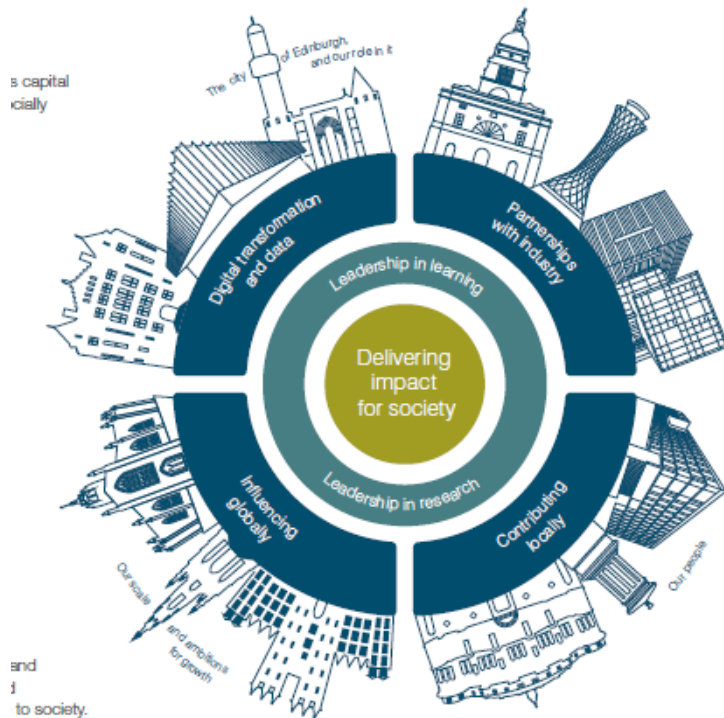 The city of Edinburgh,
and our role in it
s capital
ocially
Digital transformation
and data
Partnerships
with industry
Leadership in learning
Delivering
impact
for society
Leadership in research
Influencing
globally
Contributing
locally
Our scale
and ambitions
for growth
Our people
and
d
to society.